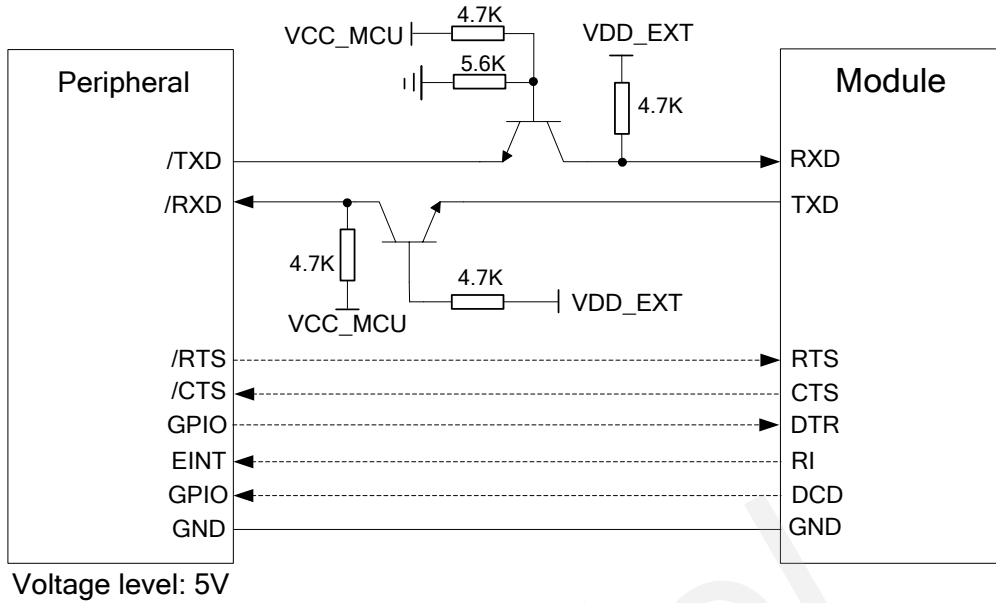 4.7K
VCC_MCU
VDD_EXT
5.6K
Peripheral
Module
4.7K
/TXD
RXD
/RXD
TXD
4.7K
4.7K
VDD_EXT
VCC_MCU
/RTS
RTS
/CTS
CTS
GPIO
DTR
EINT
RI
GPIO
DCD
GND
GND
Voltage level: 5V